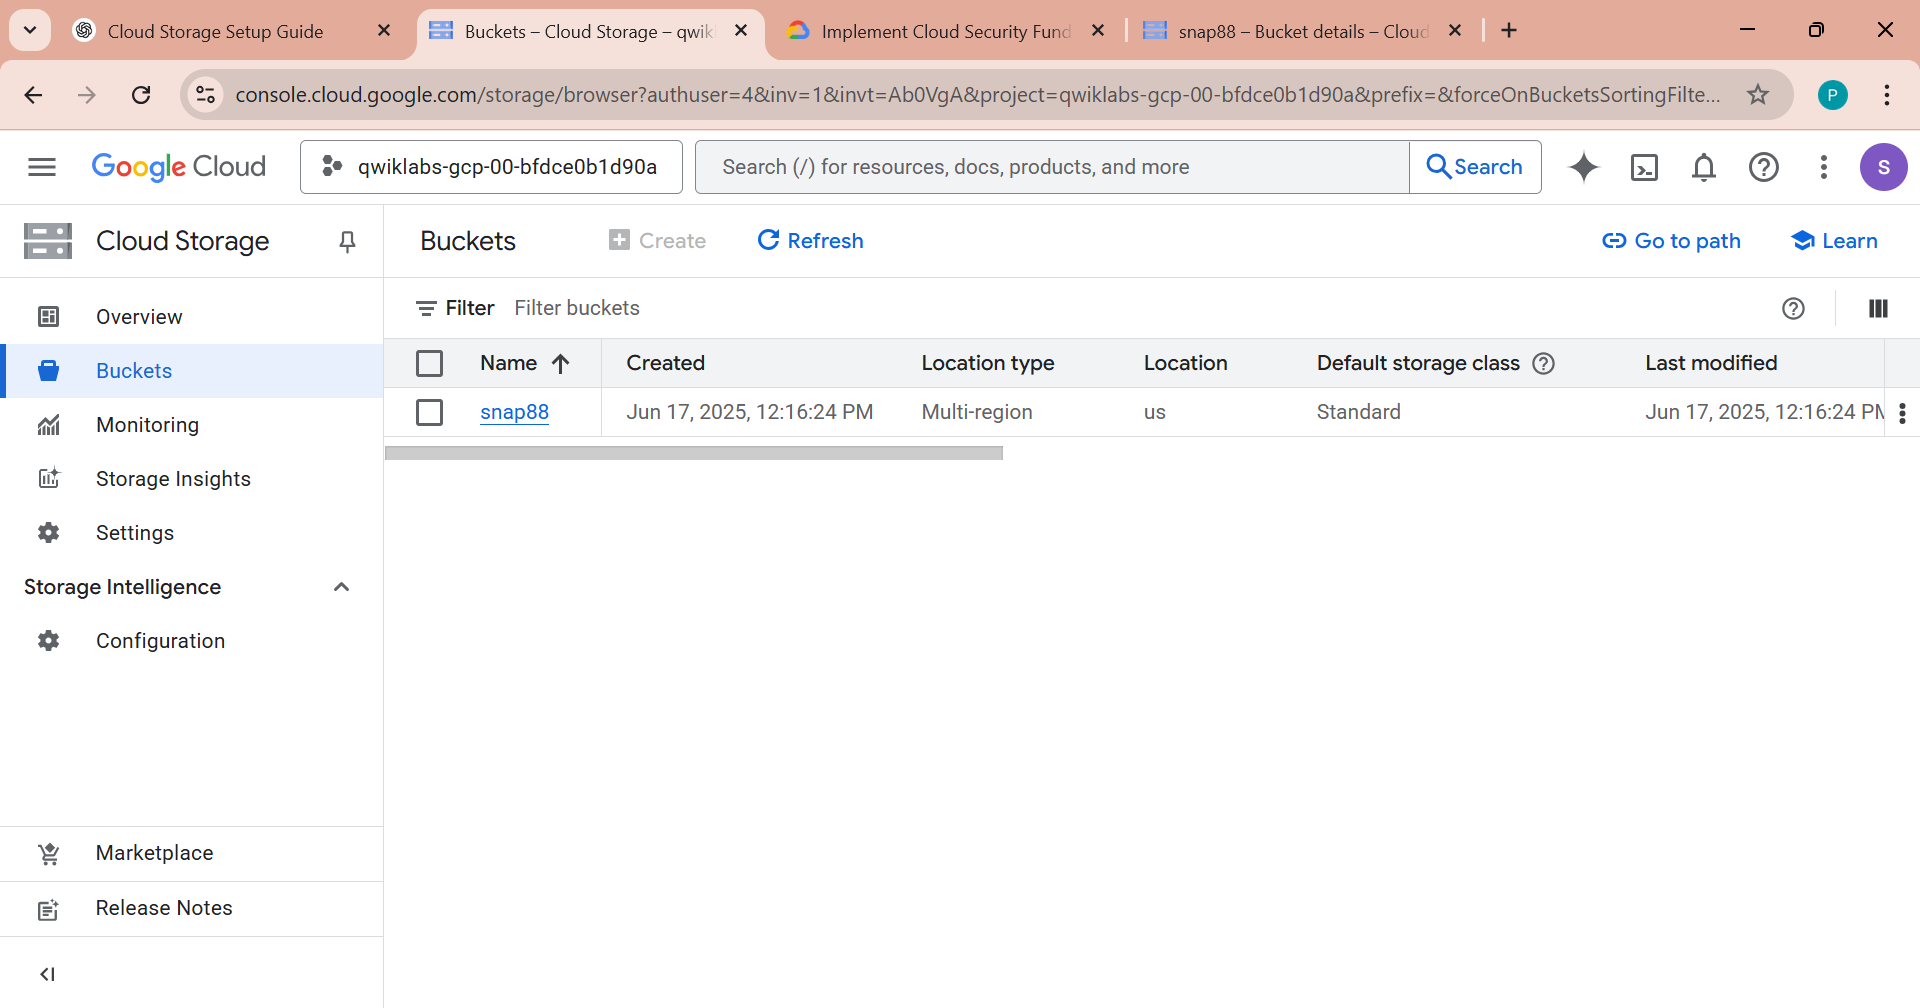 Cloud Storage Setup Guide
Buckets – Cloud Storage – qwik
Implement Cloud Security Fund
snap88 – Bucket details – Cloud
console.cloud.google.com/storage/browser?authuser=4&inv=1&invt=Ab0VgA&project=qwiklabs-gcp-00-bfdce0b1d90a&prefix=&forceOnBucketsSortingFilte...
P
Google Cloud
qwiklabs-gcp-00-bfdce0b1d90a
Search (/) for resources, docs, products, and more
Search
S
Cloud Storage
Buckets
Create
Refresh
Go to path
Learn
Overview
Buckets
Monitoring
Storage Insights
Settings
Storage Intelligence
Configuration
Marketplace
Release Notes
Filter Filter buckets
Name Created Location type Location Default storage class Last modified
snap88 Jun 17, 2025, 12:16:24 PM Multi-region us Standard Jun 17, 2025, 12:16:24 PM